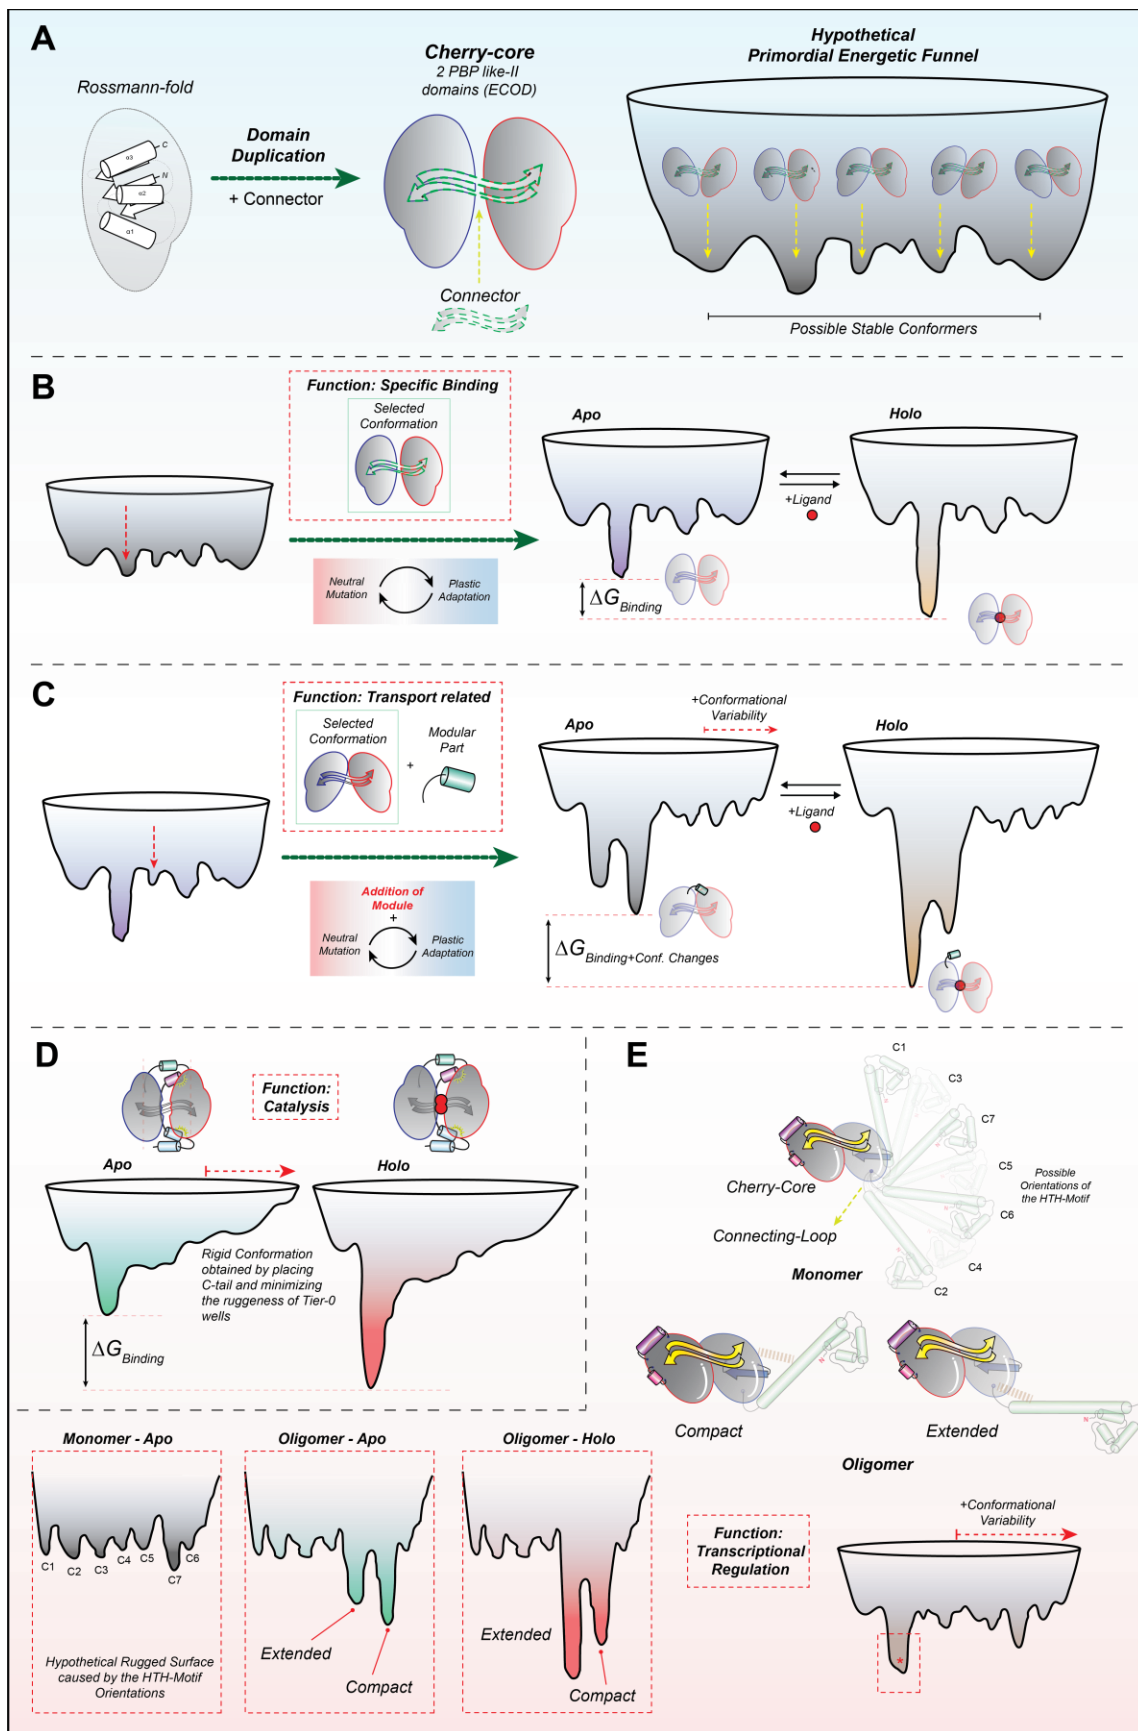 A
Rossmann-fold
α3
C
N
α2
α1
Domain
Duplication
+ Connector
Cherry-core
2 PBP like-II
domains (ECOD)
Connector
Hypothetical
Primordial Energetic Funnel
Possible Stable Conformers
B
Function: Specific Binding
Selected
Conformation
Neutral
Mutation
Plastic
Adaptation
Apo
ΔG Binding
+Ligand
Holo
C
Function: Transport related
Selected
Conformation
+
Modular
Part
Addition of
Module
+
Neutral
Mutation
Plastic
Adaptation
+Conformational
Variability
Apo
ΔG Binding+Conf. Changes
+Ligand
Holo
D
Function:
Catalysis
Apo
Holo
Rigid Conformation
obtained by placing
C-tail and minimizing
the ruggeness of Tier-0
wells
ΔG Binding
E
C1
C3
C7
C5
C6
C4
C2
Possible
Orientations of
the HTH-Motif
Cherry-Core
Connecting-Loop
Monomer
N
N
Compact
Extended
Oligomer
Monomer - Apo
C1
C2
C3
C4
C5
C7
C6
Hypothetical Rugged Surface
caused by the HTH-Motif
Orientations
Oligomer - Apo
Extended
Compact
Oligomer - Holo
Extended
Compact
Function:
Transcriptional
Regulation
+Conformational
Variability
*